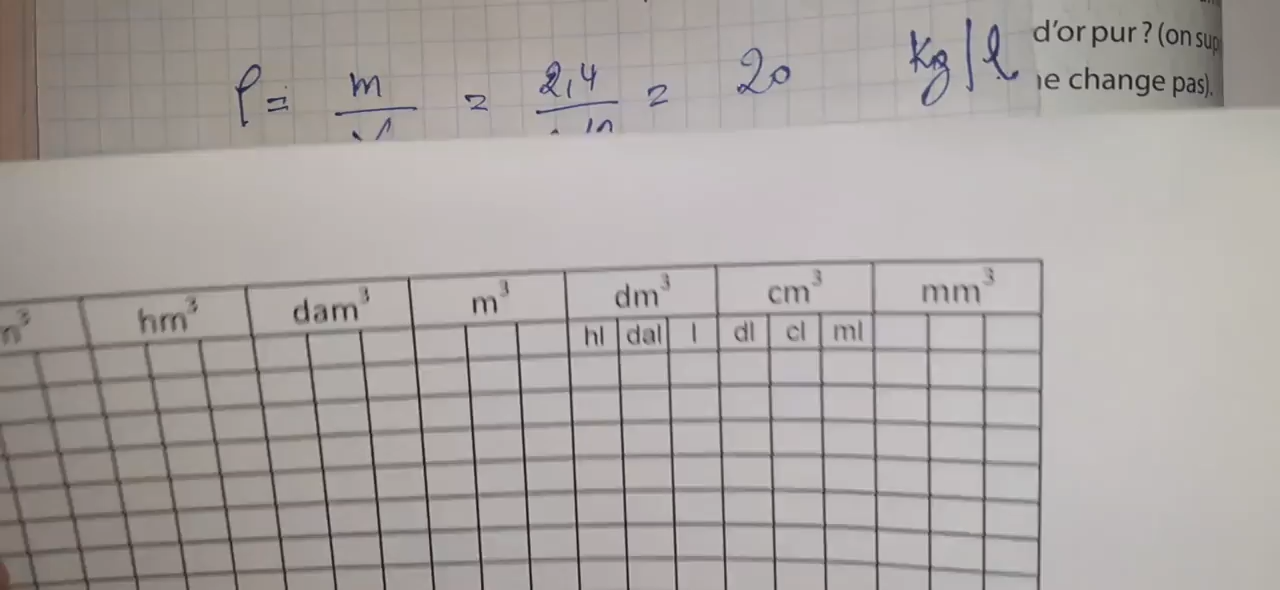 d'or pur ? (on sup
e change pas).
ρ = m = 2,4 = 20 kg/l
hm³ dam³ m³ dm³ cm³ mm³
hl dal l dl cl ml